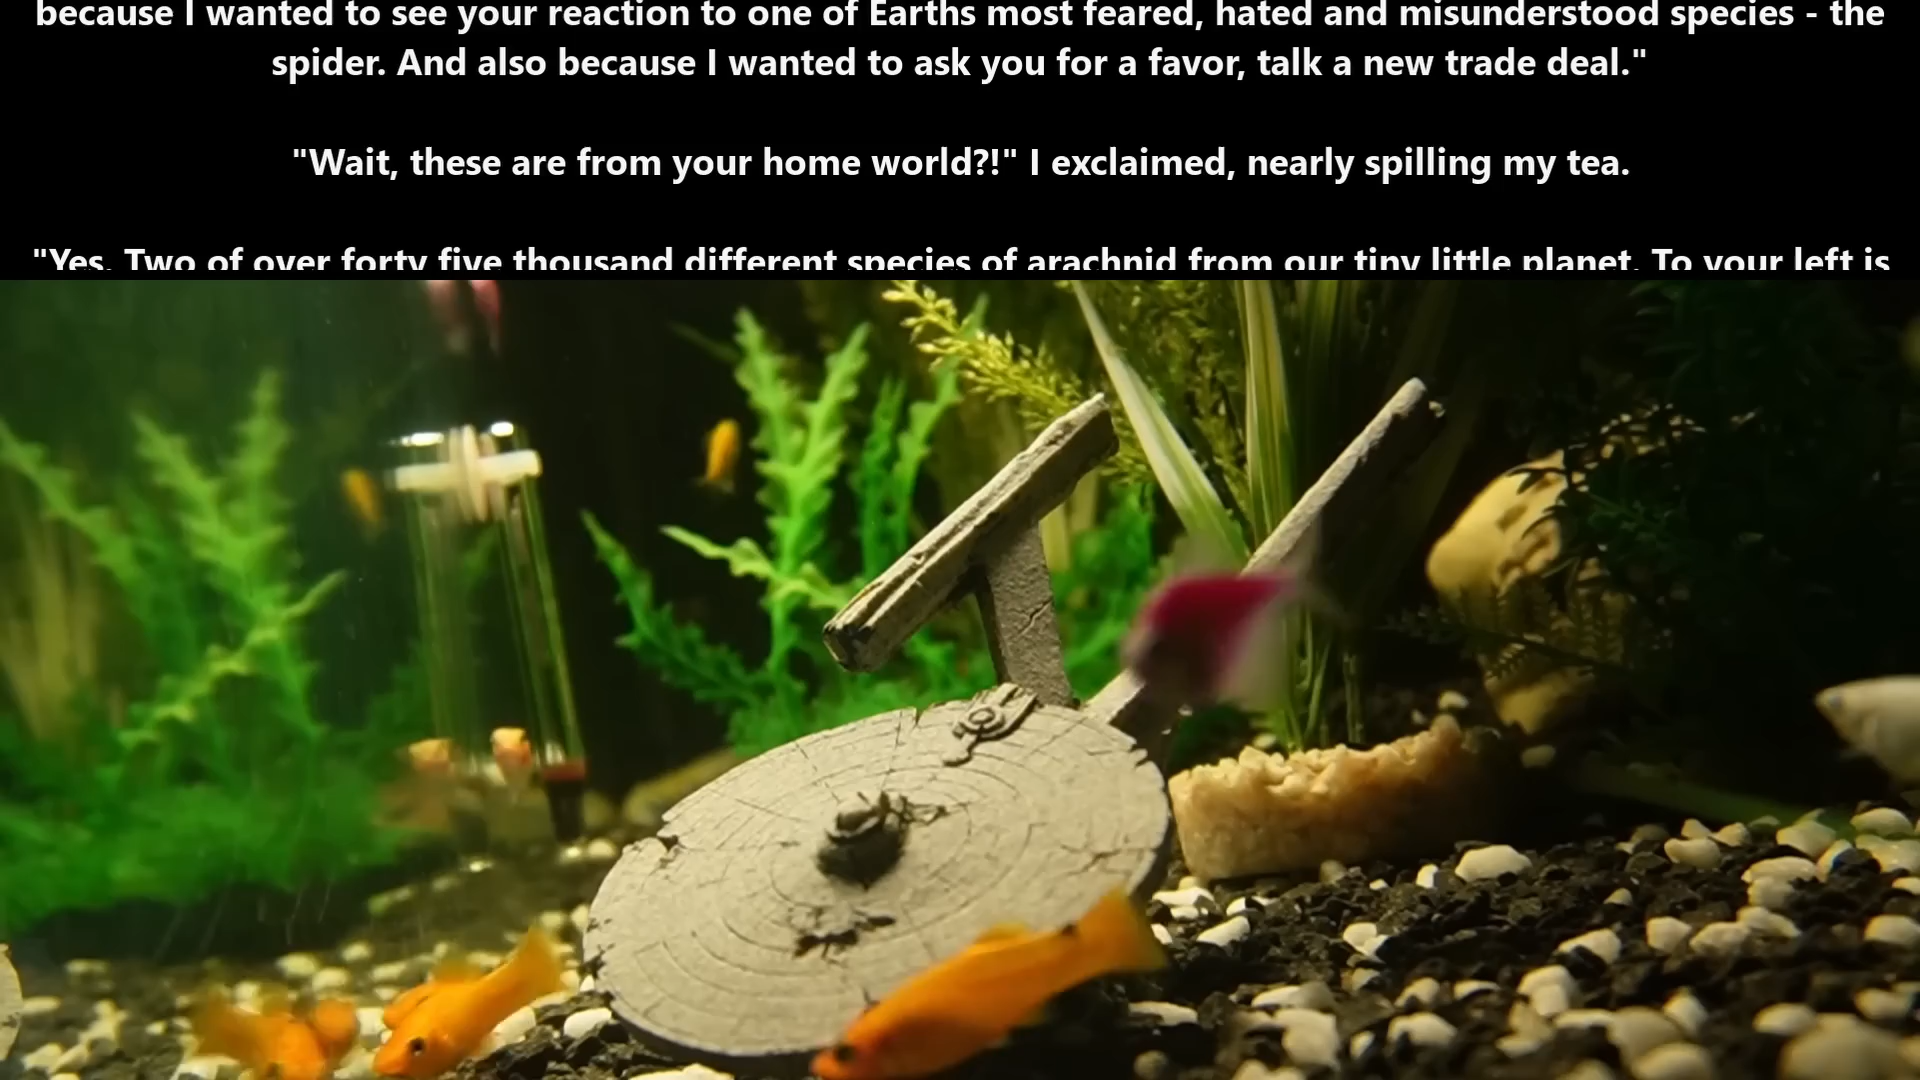 because I wanted to see your reaction to one of Earths most feared, hated and misunderstood species - the
spider. And also because I wanted to ask you for a favor, talk a new trade deal."
"Wait, these are from your home world?!" I exclaimed, nearly spilling my tea.
"Yes. Two of over forty five thousand different species of arachnid from our tiny little planet. To your left is